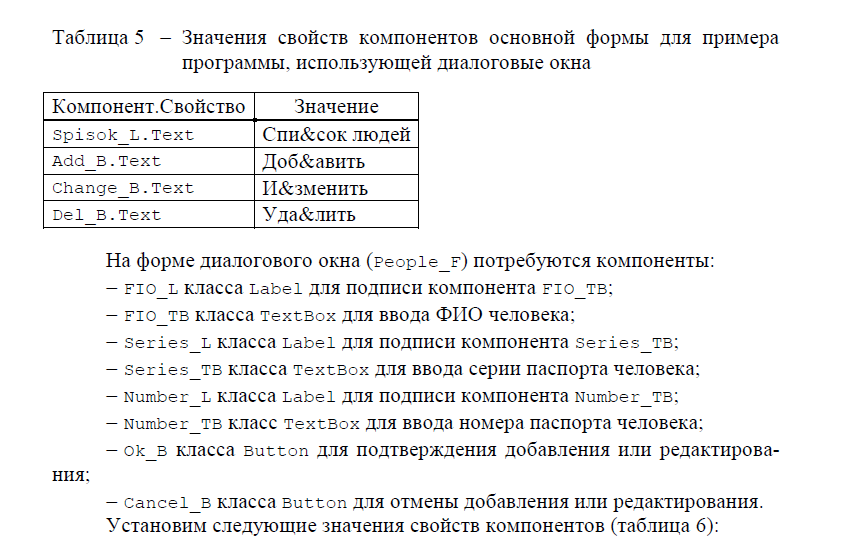 Таблица 5 – Значения свойств компонентов основной формы для примера
программы, использующей диалоговые окна
Компонент.Свойство Значение
Spisok_L.Text Спи&сок людей
Add_B.Text Доб&авить
Change_B.Text И&зменить
Del_B.Text Уда&лить
На форме диалогового окна (People_F) потребуются компоненты:
– FIO_L класса Label для подписи компонента FIO_TB;
– FIO_TB класса TextBox для ввода ФИО человека;
– Series_L класса Label для подписи компонента Series_TB;
– Series_TB класса TextBox для ввода серии паспорта человека;
– Number_L класса Label для подписи компонента Number_TB;
– Number_TB класс TextBox для ввода номера паспорта человека;
– Ok_B класса Button для подтверждения добавления или редактирова-
ния;
– Cancel_B класса Button для отмены добавления или редактирования.
Установим следующие значения свойств компонентов (таблица 6):